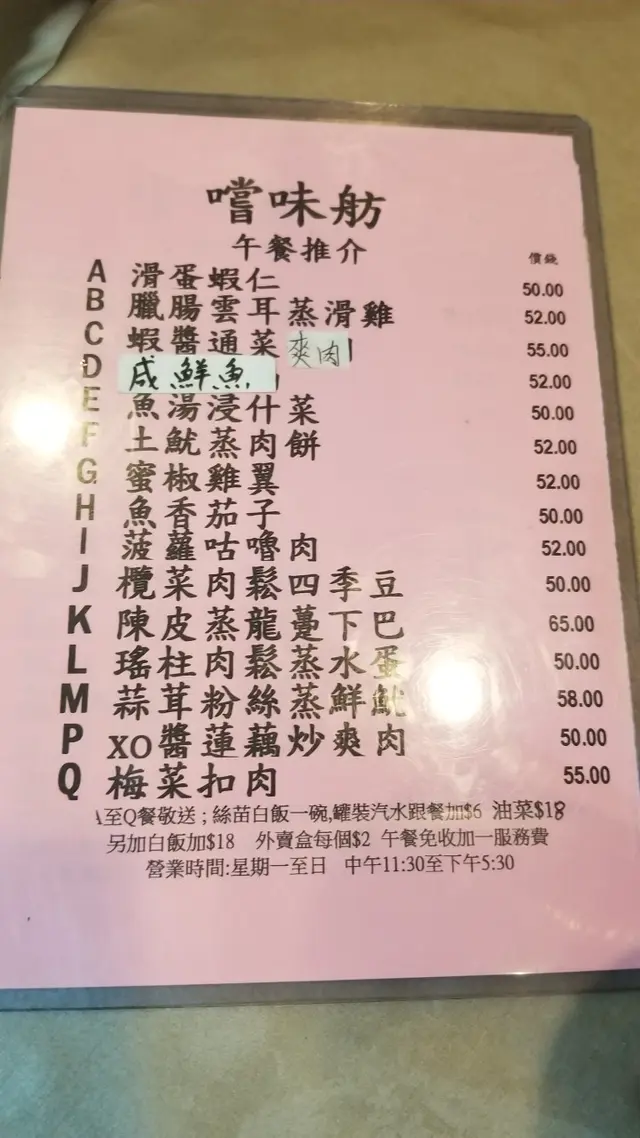 嚐味舫
午餐推介 價錢
A 滑蛋蝦仁 50.00
B 臘腸雲耳蒸滑雞 52.00
C 蝦醬通菜爽肉 55.00
D 咸鮮魚 52.00
E 魚湯浸什菜 50.00
F 土魷蒸肉餅 52.00
G 蜜椒雞翼 52.00
H 魚香茄子 50.00
I 菠蘿咕嚕肉 52.00
J 欖菜肉鬆四季豆 50.00
K 陳皮蒸龍躉下巴 65.00
L 瑤柱肉鬆蒸水蛋 50.00
M 蒜茸粉絲蒸鮮魷 58.00
P XO醬蓮藕炒爽肉 50.00
Q 梅菜扣肉 55.00
A至Q餐敬送；絲苗白飯一碗,罐裝汽水跟餐加$6 油菜$18
另加白飯加$18 外賣盒每個$2 午餐免收加一服務費
營業時間:星期一至日 中午11:30至下午5:30